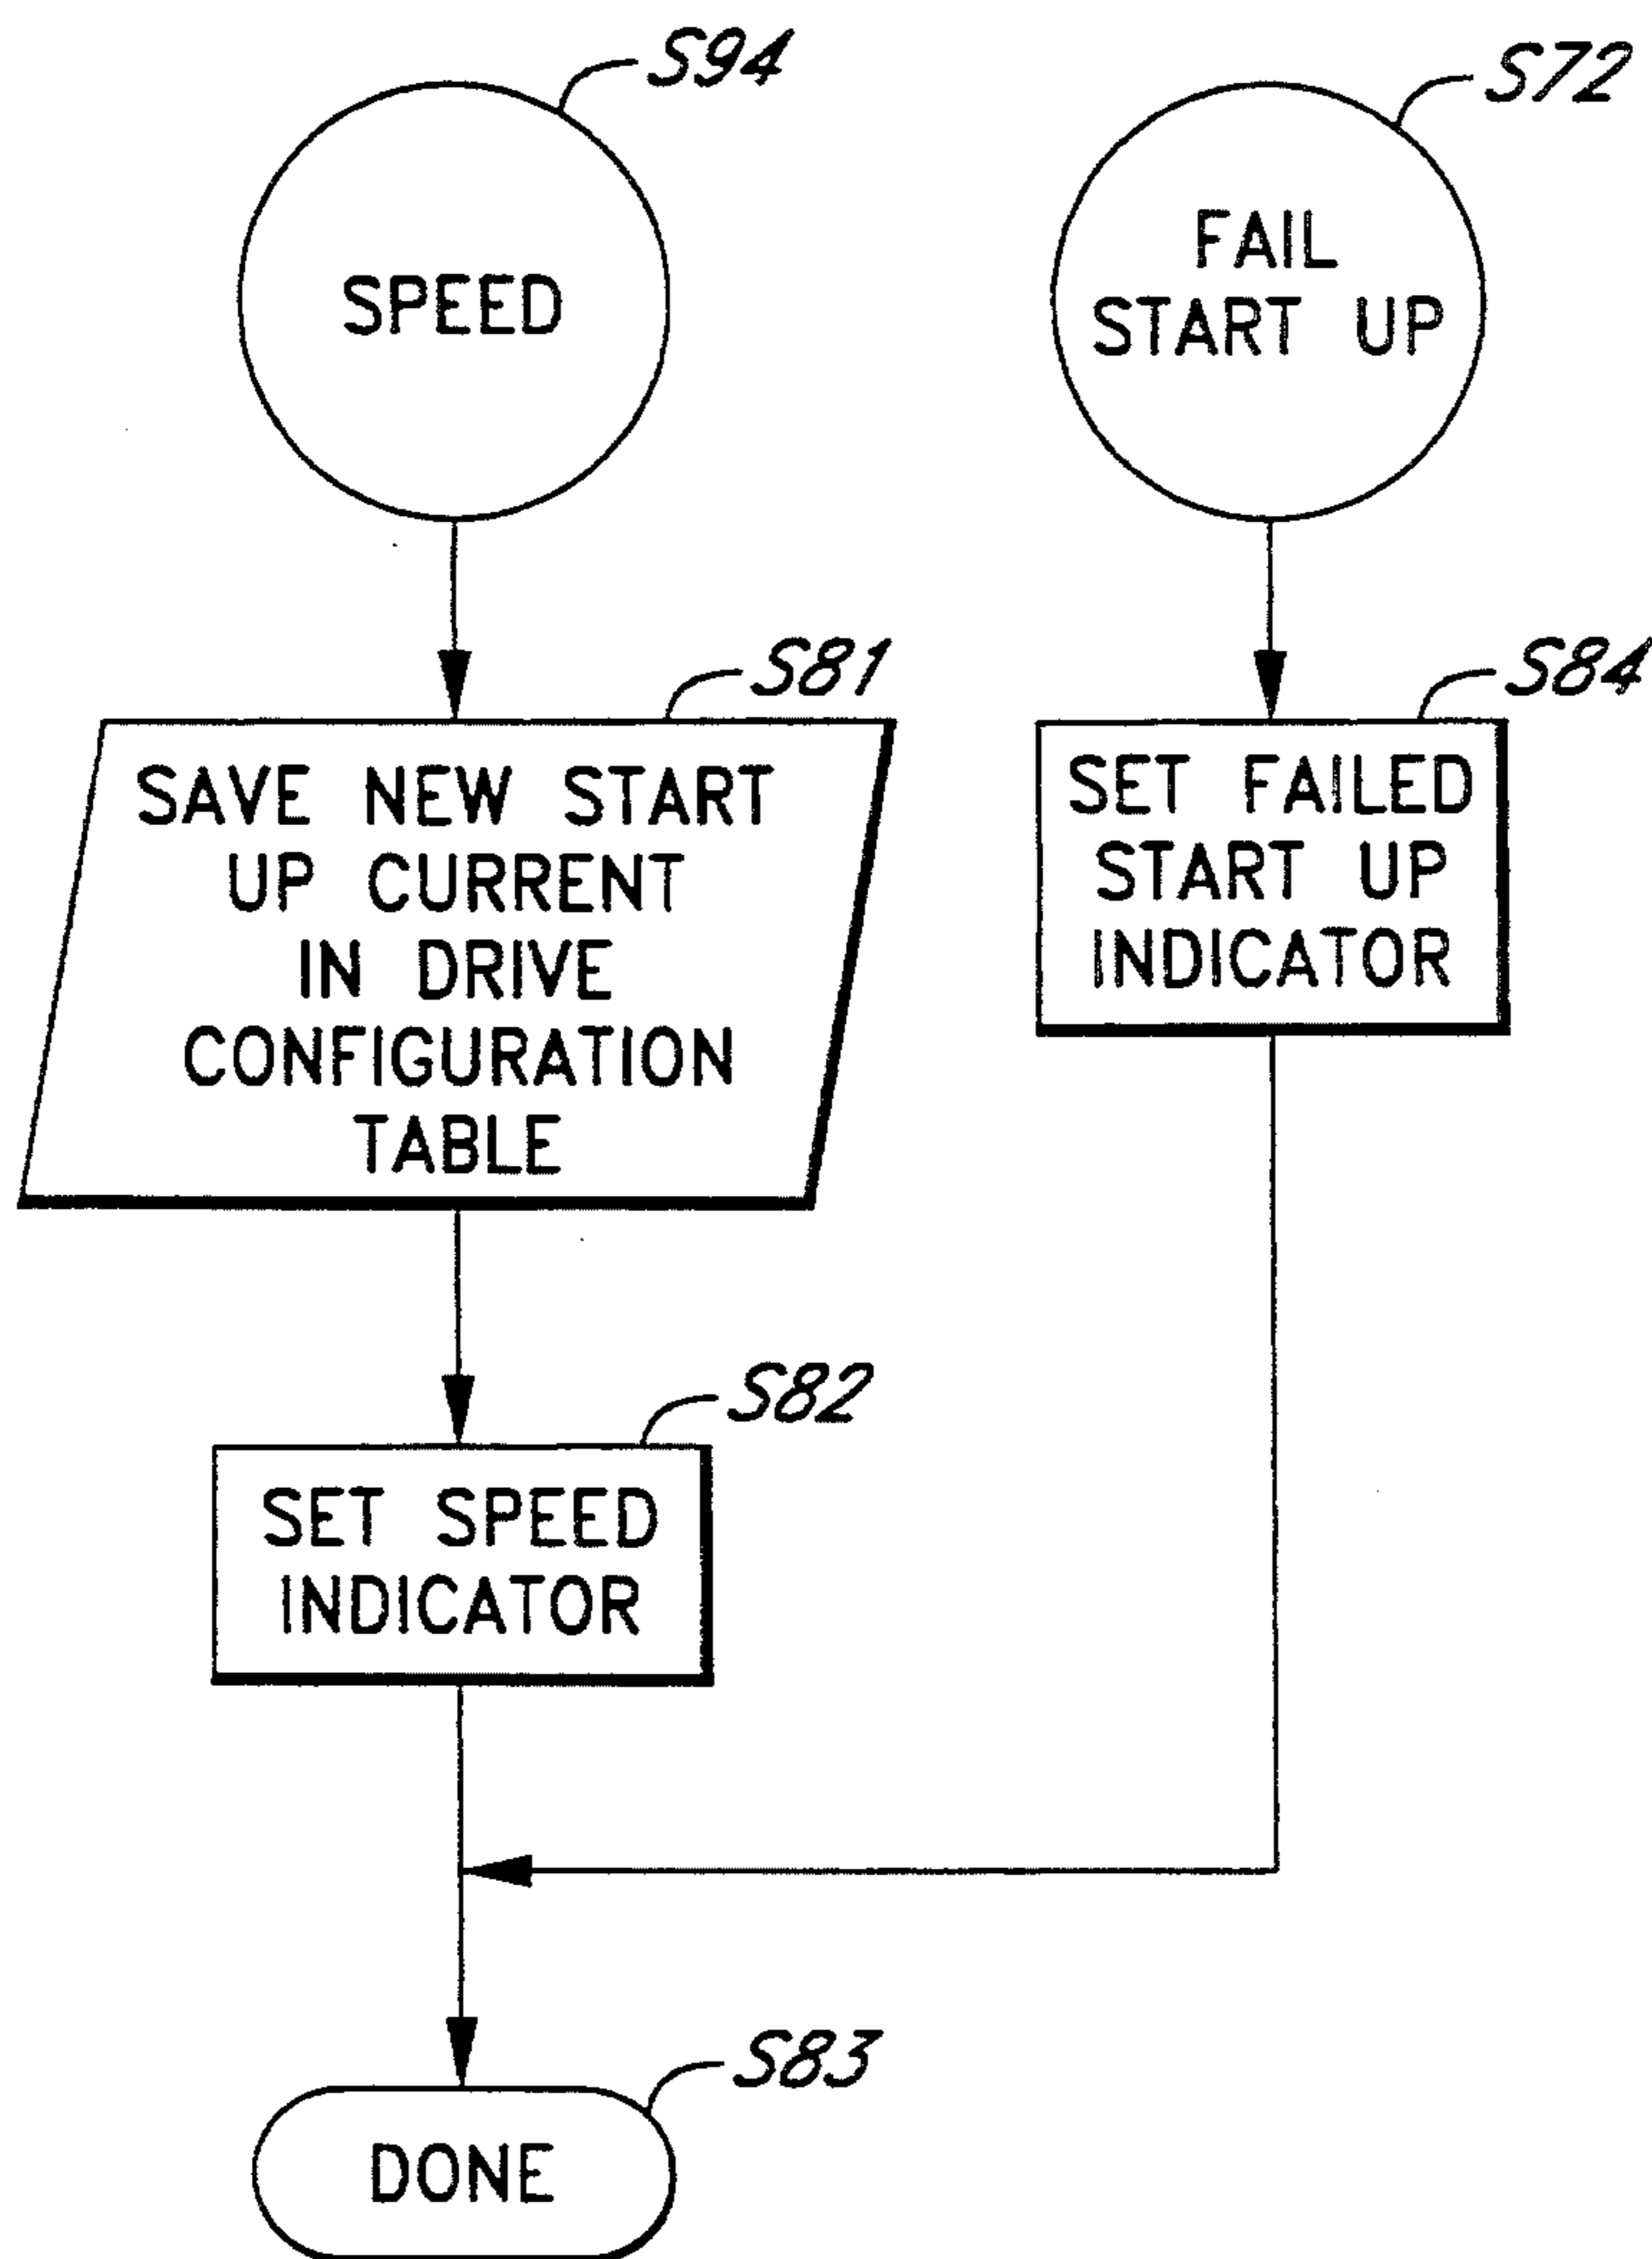 S94
SPEED
S72
FAIL
START UP
S81
SAVE NEW START
UP CURRENT
IN DRIVE
CONFIGURATION
TABLE
S84
SET FAILED
START UP
INDICATOR
S82
SET SPEED
INDICATOR
S83
DONE